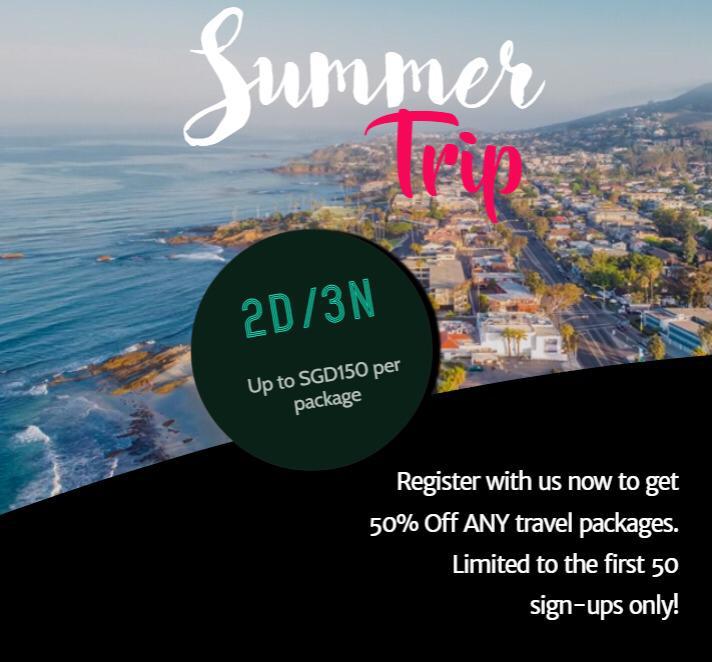 Summer
Trip
2D/3N
Up to SGD150 per
package
Register with us now to get
50% Off ANY travel packages.
Limited to the first 50
sign-ups only!